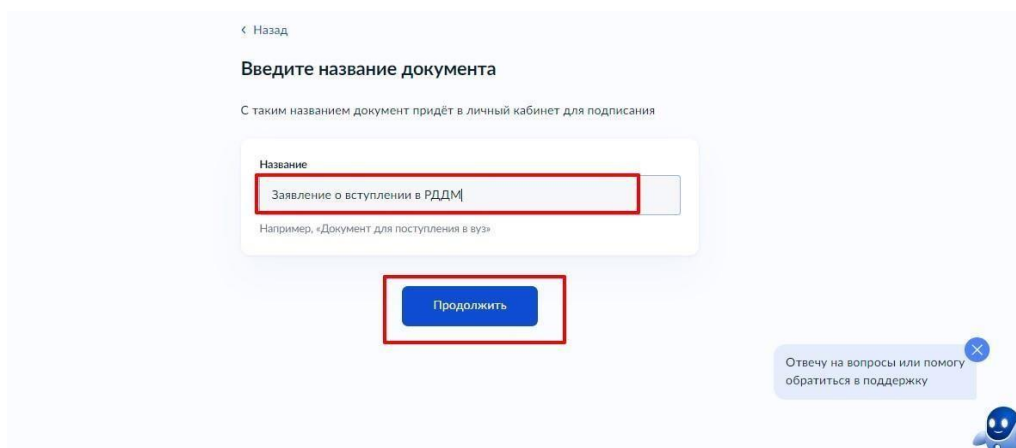 Назад
Введите название документа
С таким названием документ придёт в личный кабинет для подписания
Название
Заявление о вступлении в РДДМ
Например, «Документ для поступления в вуз»
Продолжить
Отвечу на вопросы или помогу
обратиться в поддержку